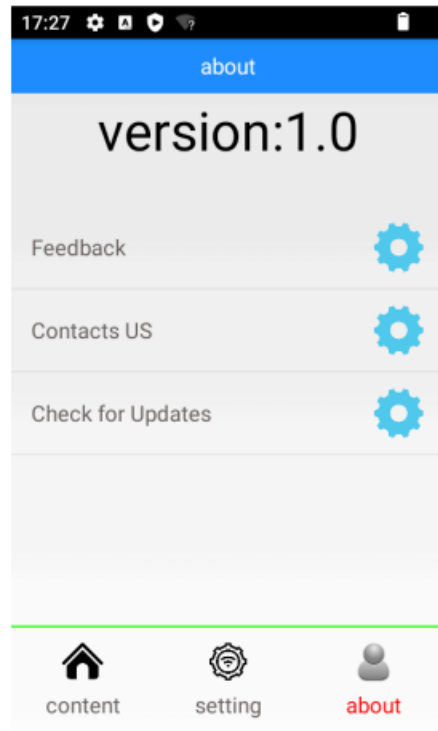 17:27
about
version:1.0
Feedback
Contacts US
Check for Updates
content setting about